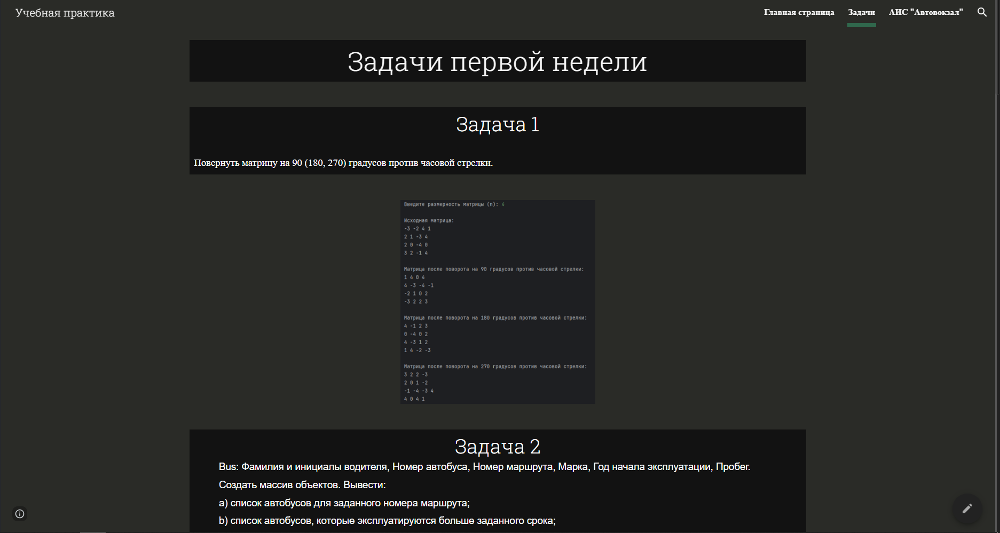 Учебная практика
Главная страница Задачи АИС "Автовокзал"
Задачи первой недели
Задача 1
Повернуть матрицу на 90 (180, 270) градусов против часовой стрелки.
Введите размерность матрицы (n): 4
Исходная матрица:
-3 -2 4 1
2 1 -3 4
2 0 -4 0
3 2 -1 4
Матрица после поворота на 90 градусов против часовой стрелки:
1 4 0 4
4 -3 -4 -1
-2 1 0 2
-3 2 2 3
Матрица после поворота на 180 градусов против часовой стрелки:
4 -1 2 3
0 -4 0 2
4 -3 1 2
1 4 -2 -3
Матрица после поворота на 270 градусов против часовой стрелки:
3 2 2 -3
2 0 1 -2
-1 -4 -3 4
4 0 4 1
Задача 2
Bus: Фамилия и инициалы водителя, Номер автобуса, Номер маршрута, Марка, Год начала эксплуатации, Пробег.
Создать массив объектов. Вывести:
a) список автобусов для заданного номера маршрута;
b) список автобусов, которые эксплуатируются больше заданного срока;